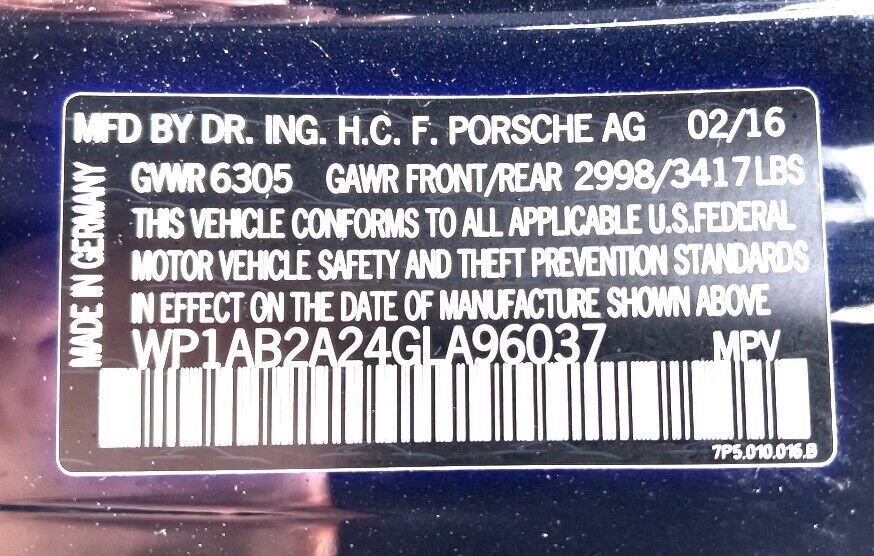 MFD BY DR. ING. H.C. F. PORSCHE AG 02/16
GVWR 6305 GAWR FRONT/REAR 2998/3417LBS
THIS VEHICLE CONFORMS TO ALL APPLICABLE U.S.FEDERAL
MOTOR VEHICLE SAFETY AND THEFT PREVENTION STANDARDS
IN EFFECT ON THE DATE OF MANUFACTURE SHOWN ABOVE
WP1AB2A24GLA96037 MPV
7P5.010.016.B
MADE IN GERMANY